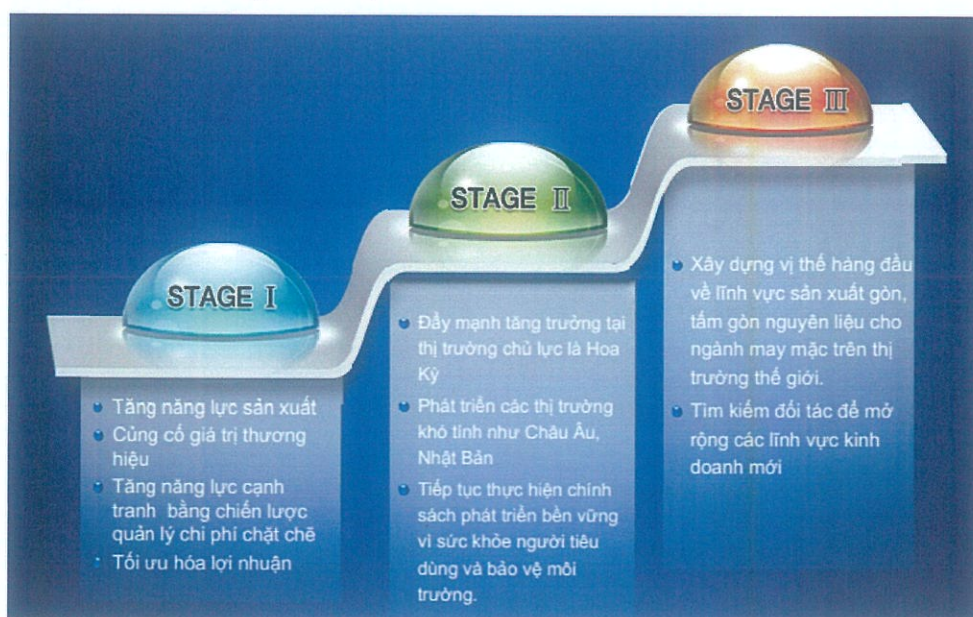 STAGE I
Tăng năng lực sản xuất
Củng cố giá trị thương
hiệu
Tăng năng lực cạnh
tranh bằng chiến lược
quản lý chi phí chặt chẽ
Tối ưu hóa lợi nhuận
STAGE II
Đẩy mạnh tăng trưởng tại
thị trường chủ lực là Hoa
Kỳ
Phát triển các thị trường
khó tính như Châu Âu,
Nhật Bản
Tiếp tục thực hiện chính
sách phát triển bền vững
vì sức khỏe người tiêu
dùng và bảo vệ môi
trường.
STAGE III
Xây dựng vị thế hàng đầu
về lĩnh vực sản xuất gòn,
tấm gòn nguyên liệu cho
ngành may mặc trên thị
trường thế giới.
Tìm kiếm đối tác để mở
rộng các lĩnh vực kinh
doanh mới